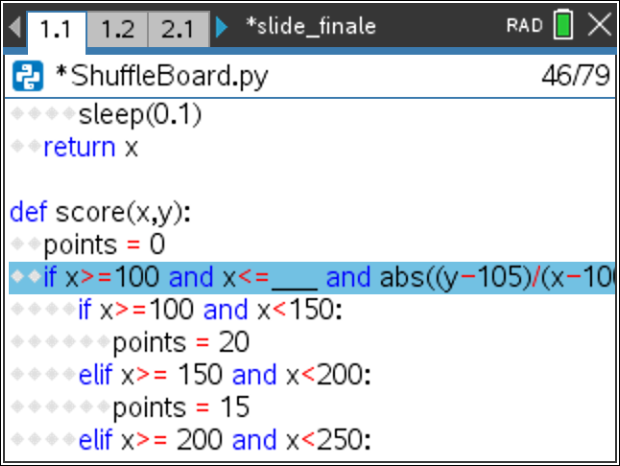 1.1 1.2 2.1 *slide_finale RAD
*ShuffleBoard.py 46/79
sleep(0.1)
return x
def score(x,y):
points = 0
if x>=100 and x<=___ and abs((y-105)/(x-100
if x>=100 and x<150:
points = 20
elif x>= 150 and x<200:
points = 15
elif x>= 200 and x<250: